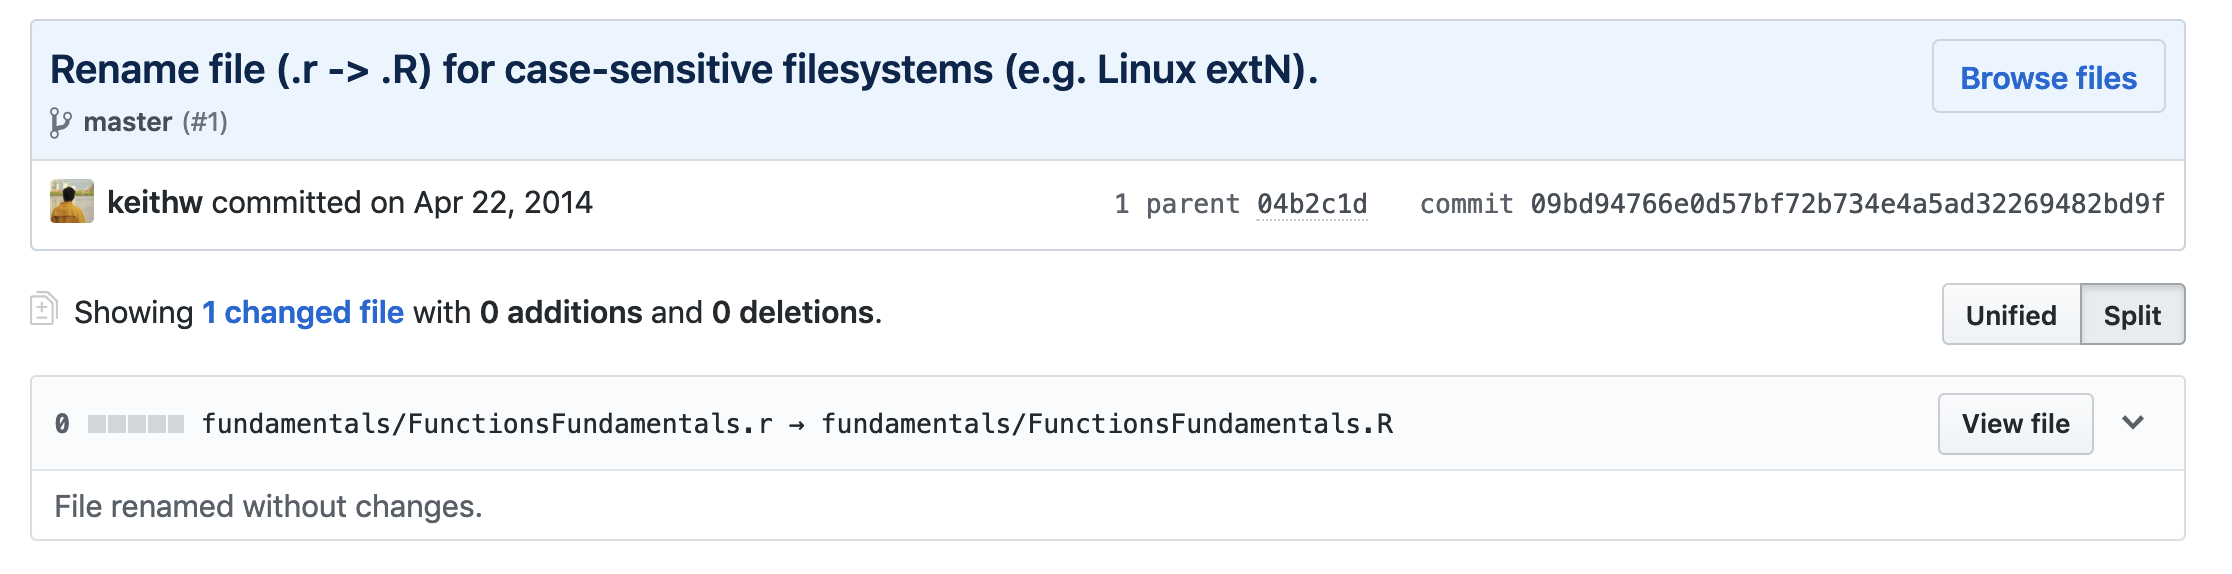 Rename file (.r -> .R) for case-sensitive filesystems (e.g. Linux extN).
Browse files
master (#1)
keithw committed on Apr 22, 2014
1 parent 04b2c1d commit 09bd94766e0d57bf72b734e4a5ad32269482bd9f
Showing 1 changed file with 0 additions and 0 deletions.
Unified Split
0 fundamentals/FunctionsFundamentals.r → fundamentals/FunctionsFundamentals.R
View file
File renamed without changes.